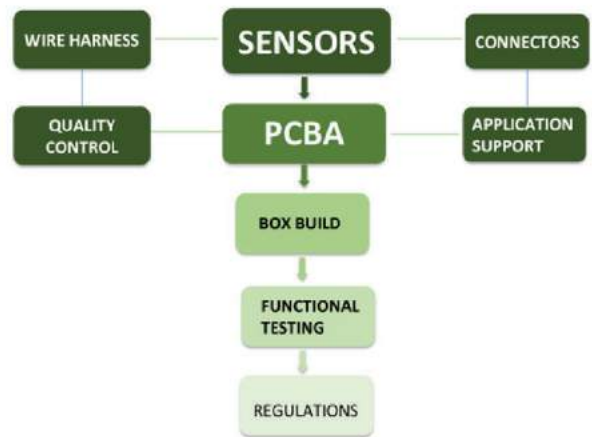 WIRE HARNESS
SENSORS
CONNECTORS
QUALITY
CONTROL
PCBA
APPLICATION
SUPPORT
BOX BUILD
FUNCTIONAL
TESTING
REGULATIONS